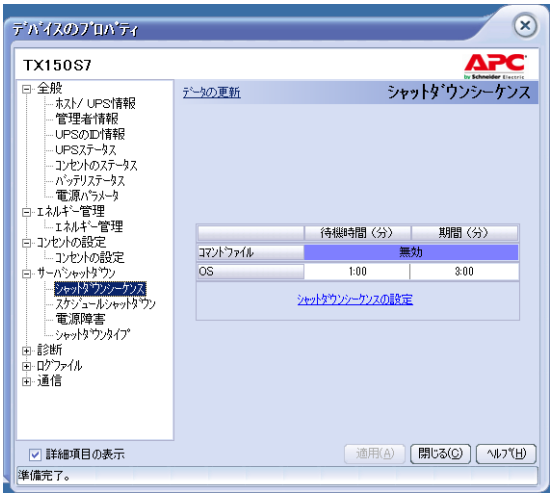 ﾃﾞﾊﾞｲｽのﾌﾟﾛﾊﾟﾃｨ
TX150S7
APC
by Schneider Electric
ﾃﾞｰﾀの更新
シャットダウンシーケンス
全般
ﾎｽﾄ/ UPS情報
管理者情報
UPSのID情報
UPSｽﾃｰﾀｽ
ｺﾝｾﾝﾄのｽﾃｰﾀｽ
ﾊﾞｯﾃﾘｽﾃｰﾀｽ
電源ﾊﾟﾗﾒｰﾀ
ｴﾈﾙｷﾞｰ管理
ｴﾈﾙｷﾞｰ管理
ｺﾝｾﾝﾄの設定
ｺﾝｾﾝﾄの設定
ｻｰﾊﾞｼｬｯﾄﾀﾞｳﾝ
ｼｬｯﾄﾀﾞｳﾝｼｰｹﾝｽ
ｽｹｼﾞｭｰﾙｼｬｯﾄﾀﾞｳﾝ
電源障害
ｼｬｯﾄﾀﾞｳﾝﾀｲﾌﾟ
診断
ﾛｸﾞﾌｧｲﾙ
通信
待機時間（分） 期間（分）
ｺﾏﾝﾄﾞﾌｧｲﾙ 無効
OS 1:00 3:00
ｼｬｯﾄﾀﾞｳﾝｼｰｹﾝｽの設定
詳細項目の表示
適用(A) 閉じる(C) ﾍﾙﾌﾟ(H)
準備完了。